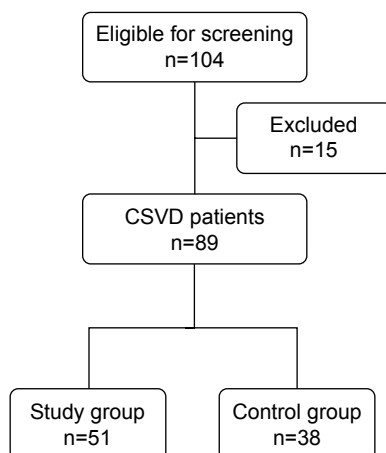 Eligible for screening
n=104
Excluded
n=15
CSVD patients
n=89
Study group
n=51
Control group
n=38